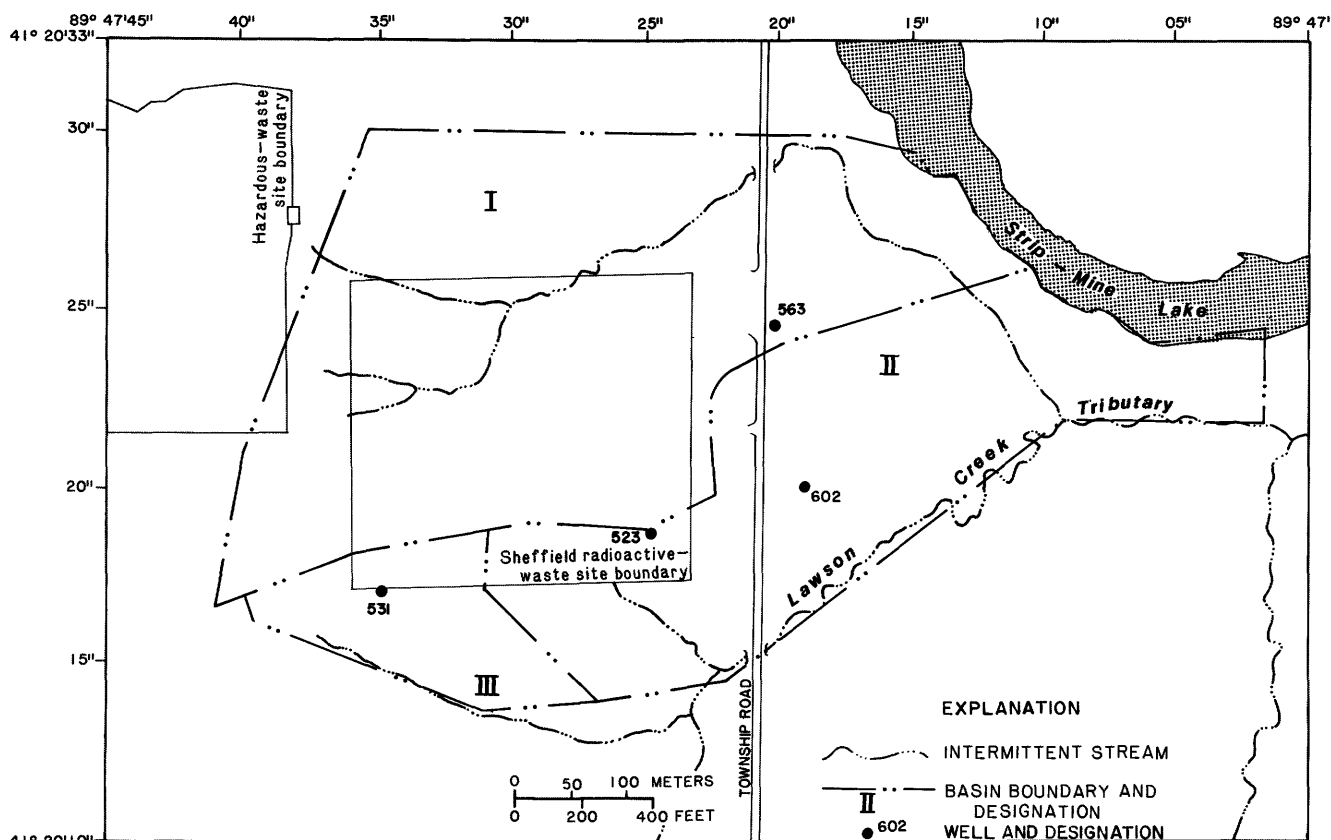 89° 47'45" 40" 35" 30" 25" 20" 15" 10" 05" 89° 47'
41° 20'33"
30"
25"
20"
15"
Hazardous—waste
site boundary
I
Strip — Mine
Lake
563
II
Tributary
Creek
602
Lawson
523
Sheffield radioactive—
waste site boundary
531
III
TOWNSHIP ROAD
EXPLANATION
INTERMITTENT STREAM
BASIN BOUNDARY AND
DESIGNATION
II
602
WELL AND DESIGNATION
0 50 100 METERS
0 200 400 FEET